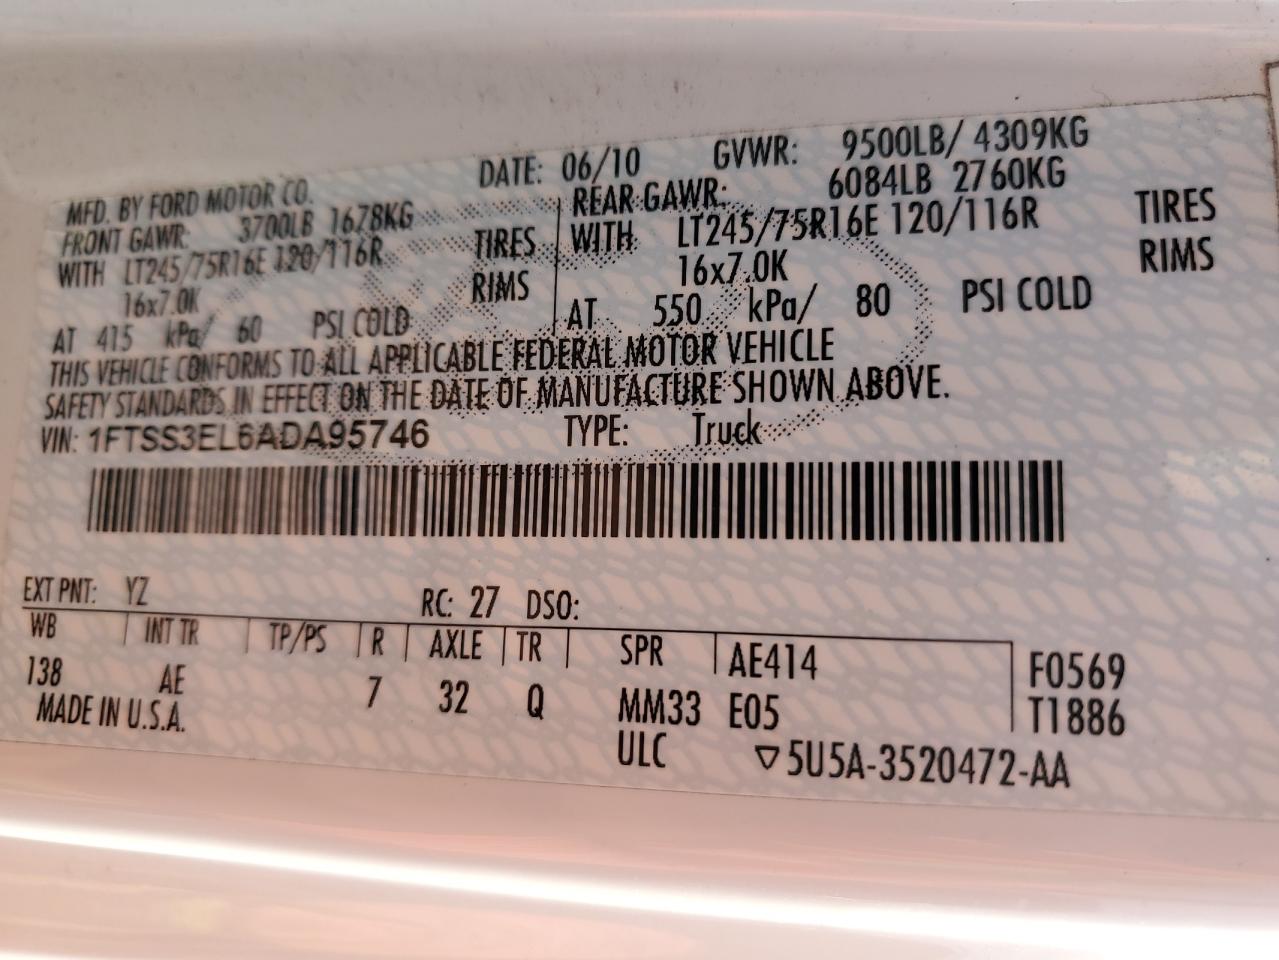 DATE: 06/10 GVWR: 9500LB/ 4309KG
MFD. BY FORD MOTOR CO.
FRONT GAWR: 3700LB 1678KG
WITH LT245/75R16E 120/116R TIRES
16x7.0K RIMS
AT 415 kPa/ 60 PSI COLD
REAR GAWR: 6084LB 2760KG
WITH LT245/75R16E 120/116R TIRES
16x7.0K RIMS
AT 550 kPa/ 80 PSI COLD
THIS VEHICLE CONFORMS TO ALL APPLICABLE FEDERAL MOTOR VEHICLE
SAFETY STANDARDS IN EFFECT ON THE DATE OF MANUFACTURE SHOWN ABOVE.
VIN: 1FTSS3EL6ADA95746 TYPE: Truck
EXT PNT: YZ RC: 27 DSO:
WB INT TR TP/PS R AXLE TR SPR AE414 F0569
138 AE 7 32 Q MM33 E05 T1886
MADE IN U.S.A. ULC ▽5U5A-3520472-AA